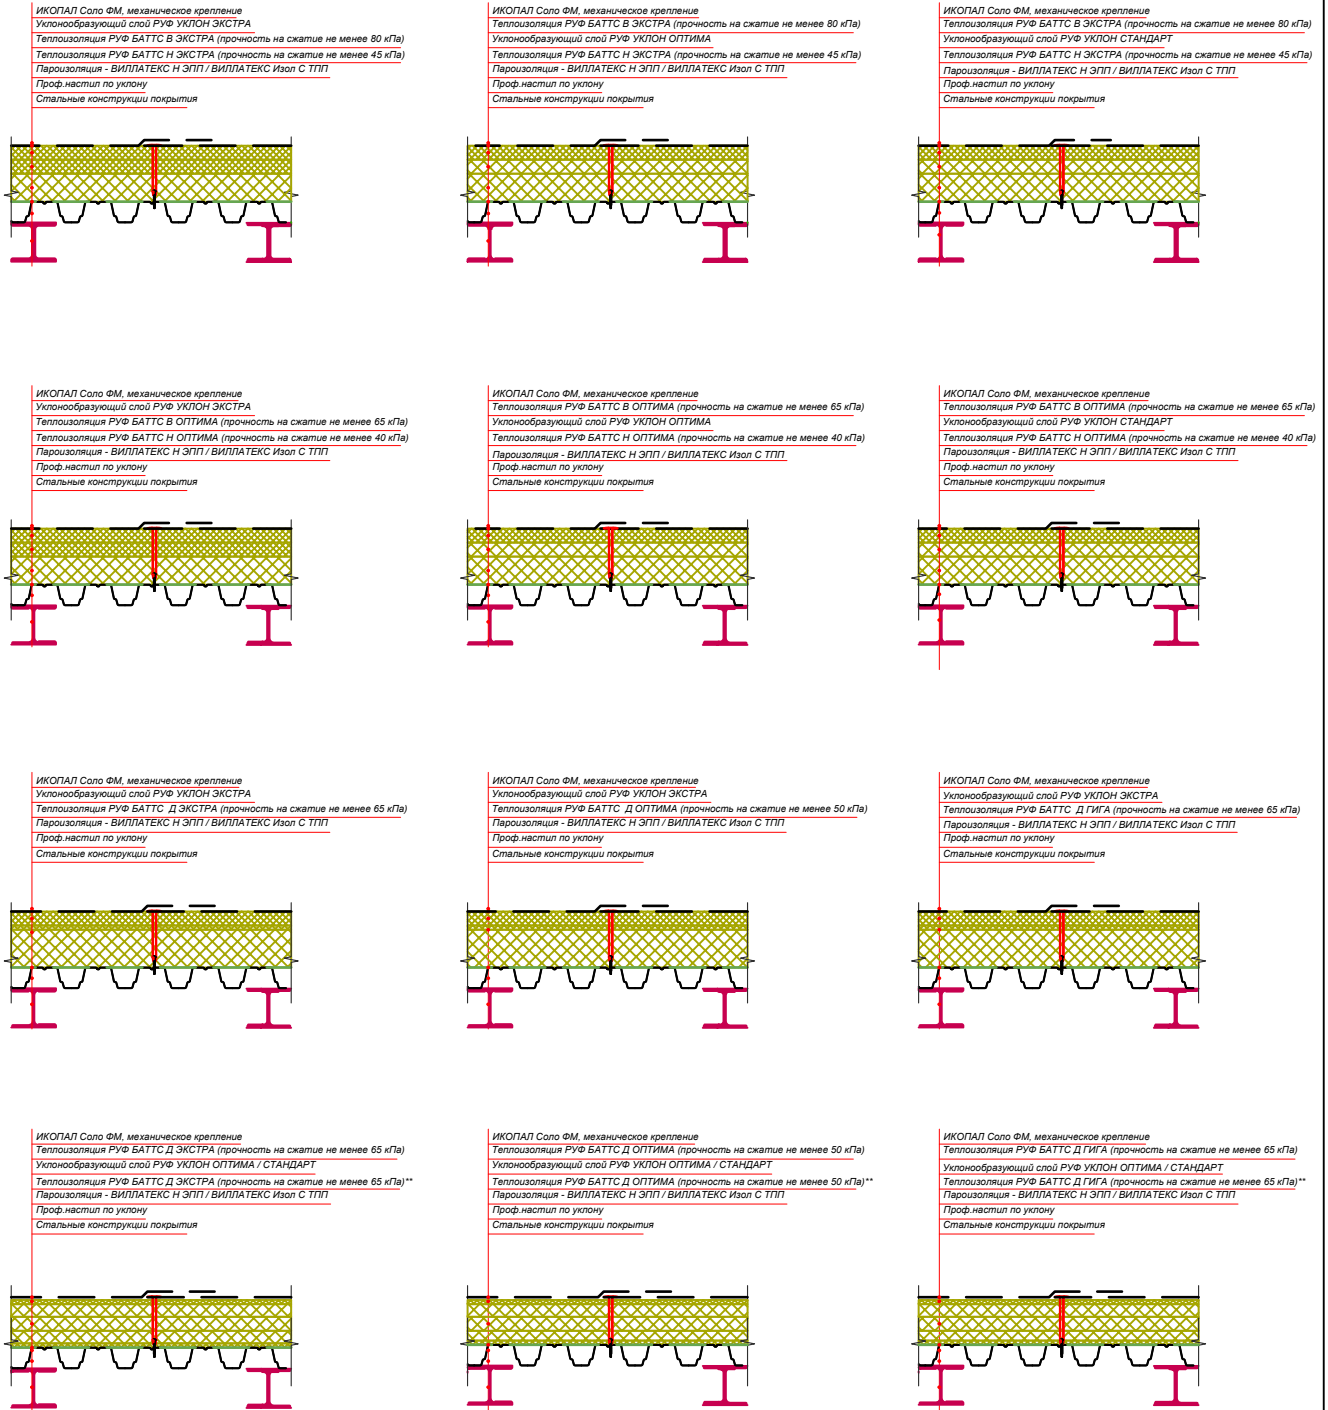 ИКОПАЛ Соло ФМ, механическое крепление
Уклонообразующий слой РУФ УКЛОН ЭКСТРА
Теплоизоляция РУФ БАТТС В ЭКСТРА (прочность на сжатие не менее 80 кПа)
Теплоизоляция РУФ БАТТС Н ЭКСТРА (прочность на сжатие не менее 45 кПа)
Пароизоляция - ВИЛЛАТЕКС Н ЭПП / ВИЛЛАТЕКС Изол С ТПП
Проф.настил по уклону
Стальные конструкции покрытия
ИКОПАЛ Соло ФМ, механическое крепление
Теплоизоляция РУФ БАТТС В ЭКСТРА (прочность на сжатие не менее 80 кПа)
Уклонообразующий слой РУФ УКЛОН ОПТИМА
Теплоизоляция РУФ БАТТС Н ЭКСТРА (прочность на сжатие не менее 45 кПа)
Пароизоляция - ВИЛЛАТЕКС Н ЭПП / ВИЛЛАТЕКС Изол С ТПП
Проф.настил по уклону
Стальные конструкции покрытия
ИКОПАЛ Соло ФМ, механическое крепление
Теплоизоляция РУФ БАТТС В ЭКСТРА (прочность на сжатие не менее 80 кПа)
Уклонообразующий слой РУФ УКЛОН СТАНДАРТ
Теплоизоляция РУФ БАТТС Н ЭКСТРА (прочность на сжатие не менее 45 кПа)
Пароизоляция - ВИЛЛАТЕКС Н ЭПП / ВИЛЛАТЕКС Изол С ТПП
Проф.настил по уклону
Стальные конструкции покрытия
ИКОПАЛ Соло ФМ, механическое крепление
Уклонообразующий слой РУФ УКЛОН ЭКСТРА
Теплоизоляция РУФ БАТТС В ОПТИМА (прочность на сжатие не менее 65 кПа)
Теплоизоляция РУФ БАТТС Н ОПТИМА (прочность на сжатие не менее 40 кПа)
Пароизоляция - ВИЛЛАТЕКС Н ЭПП / ВИЛЛАТЕКС Изол С ТПП
Проф.настил по уклону
Стальные конструкции покрытия
ИКОПАЛ Соло ФМ, механическое крепление
Теплоизоляция РУФ БАТТС В ОПТИМА (прочность на сжатие не менее 65 кПа)
Уклонообразующий слой РУФ УКЛОН ОПТИМА
Теплоизоляция РУФ БАТТС Н ОПТИМА (прочность на сжатие не менее 40 кПа)
Пароизоляция - ВИЛЛАТЕКС Н ЭПП / ВИЛЛАТЕКС Изол С ТПП
Проф.настил по уклону
Стальные конструкции покрытия
ИКОПАЛ Соло ФМ, механическое крепление
Теплоизоляция РУФ БАТТС В ОПТИМА (прочность на сжатие не менее 65 кПа)
Уклонообразующий слой РУФ УКЛОН СТАНДАРТ
Теплоизоляция РУФ БАТТС Н ОПТИМА (прочность на сжатие не менее 40 кПа)
Пароизоляция - ВИЛЛАТЕКС Н ЭПП / ВИЛЛАТЕКС Изол С ТПП
Проф.настил по уклону
Стальные конструкции покрытия
ИКОПАЛ Соло ФМ, механическое крепление
Уклонообразующий слой РУФ УКЛОН ЭКСТРА
Теплоизоляция РУФ БАТТС Д ЭКСТРА (прочность на сжатие не менее 65 кПа)
Пароизоляция - ВИЛЛАТЕКС Н ЭПП / ВИЛЛАТЕКС Изол С ТПП
Проф.настил по уклону
Стальные конструкции покрытия
ИКОПАЛ Соло ФМ, механическое крепление
Уклонообразующий слой РУФ УКЛОН ЭКСТРА
Теплоизоляция РУФ БАТТС Д ОПТИМА (прочность на сжатие не менее 50 кПа)
Пароизоляция - ВИЛЛАТЕКС Н ЭПП / ВИЛЛАТЕКС Изол С ТПП
Проф.настил по уклону
Стальные конструкции покрытия
ИКОПАЛ Соло ФМ, механическое крепление
Уклонообразующий слой РУФ УКЛОН ЭКСТРА
Теплоизоляция РУФ БАТТС Д ГИГА (прочность на сжатие не менее 65 кПа)
Пароизоляция - ВИЛЛАТЕКС Н ЭПП / ВИЛЛАТЕКС Изол С ТПП
Проф.настил по уклону
Стальные конструкции покрытия
ИКОПАЛ Соло ФМ, механическое крепление
Теплоизоляция РУФ БАТТС Д ЭКСТРА (прочность на сжатие не менее 65 кПа)
Уклонообразующий слой РУФ УКЛОН ОПТИМА / СТАНДАРТ
Теплоизоляция РУФ БАТТС Д ЭКСТРА (прочность на сжатие не менее 65 кПа)**
Пароизоляция - ВИЛЛАТЕКС Н ЭПП / ВИЛЛАТЕКС Изол С ТПП
Проф.настил по уклону
Стальные конструкции покрытия
ИКОПАЛ Соло ФМ, механическое крепление
Теплоизоляция РУФ БАТТС Д ОПТИМА (прочность на сжатие не менее 50 кПа)
Уклонообразующий слой РУФ УКЛОН ОПТИМА / СТАНДАРТ
Теплоизоляция РУФ БАТТС Д ОПТИМА (прочность на сжатие не менее 50 кПа)**
Пароизоляция - ВИЛЛАТЕКС Н ЭПП / ВИЛЛАТЕКС Изол С ТПП
Проф.настил по уклону
Стальные конструкции покрытия
ИКОПАЛ Соло ФМ, механическое крепление
Теплоизоляция РУФ БАТТС Д ГИГА (прочность на сжатие не менее 65 кПа)
Уклонообразующий слой РУФ УКЛОН ОПТИМА / СТАНДАРТ
Теплоизоляция РУФ БАТТС Д ГИГА (прочность на сжатие не менее 65 кПа)**
Пароизоляция - ВИЛЛАТЕКС Н ЭПП / ВИЛЛАТЕКС Изол С ТПП
Проф.настил по уклону
Стальные конструкции покрытия